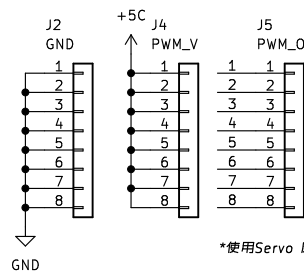 +5C
J2 J4 J5
GND PWM_V PWM_O
1 1 1
2 2 2
3 3 3
4 4 4
5 5 5
6 6 6
7 7 7
8 8 8
*使用Servo
GND